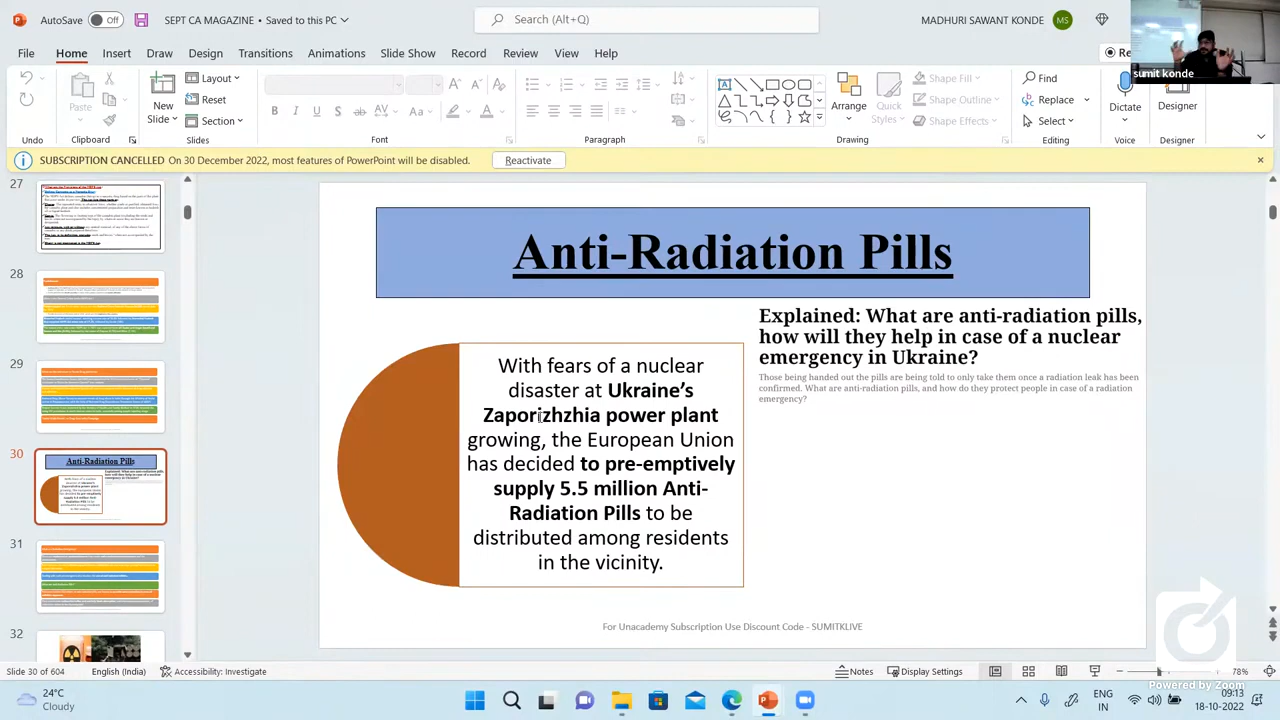 AutoSave Off SEPT CA MAGAZINE • Saved to this PC Search (Alt+Q) MADHURI SAWANT KONDE MS
File Home Insert Draw Design Transitions Animations Slide Record Review View Help
sumit konde
Paste New Slide Layout Reset Section Arrange Quick Styles Shape Fill Shape Outline Shape Effects Find Replace Select Dictate Designer
Undo Clipboard Slides Font Paragraph Drawing Editing Voice Designer
SUBSCRIPTION CANCELLED On 30 December 2022, most features of PowerPoint will be disabled. Reactivate
27
28
29
30
Anti-Radiation Pills
31
32
Anti-Radiation Pills
Explained: What are anti-radiation pills,
how will they help in case of a nuclear
emergency in Ukraine?
Those being handed out the pills are being told to only take them once a radiation leak has been
confirmed. What are anti-radiation pills, and how do they protect people in case of a radiation
emergency?
With fears of a nuclear
disaster at Ukraine’s
Zaporizhzhia power plant
growing, the European Union
has decided to pre-emptively
supply 5.5 million Anti-
Radiation Pills to be
distributed among residents
in the vicinity.
For Unacademy Subscription Use Discount Code - SUMITKLIVE
Slide 30 of 604 English (India) Accessibility: Investigate Notes Display Settings 78%
Powered by Zoom
24°C
Cloudy
ENG
IN
09:13
18-10-2022